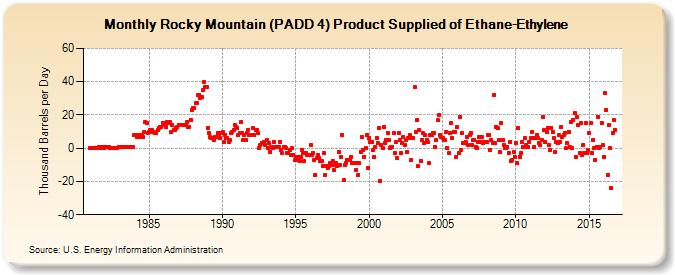 Monthly Rocky Mountain (PADD 4) Product Supplied of Ethane-Ethylene
Thousand Barrels per Day
60
40
20
0
-20
-40
1985 1990 1995 2000 2005 2010 2015
Source: U.S. Energy Information Administration